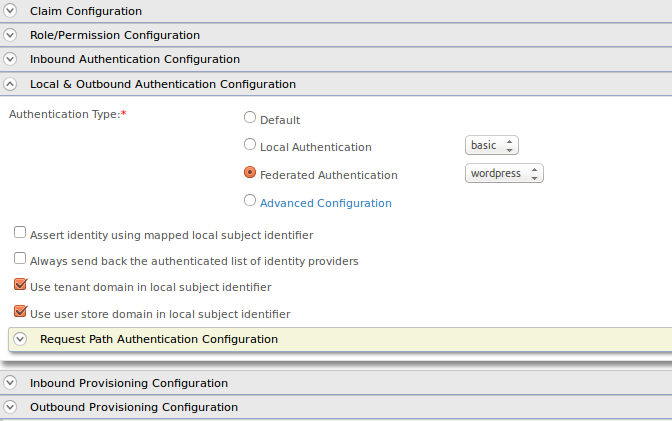 Claim Configuration
Role/Permission Configuration
Inbound Authentication Configuration
Local & Outbound Authentication Configuration
Authentication Type:*
Default
Local Authentication basic
Federated Authentication wordpress
Advanced Configuration
Assert identity using mapped local subject identifier
Always send back the authenticated list of identity providers
Use tenant domain in local subject identifier
Use user store domain in local subject identifier
Request Path Authentication Configuration
Inbound Provisioning Configuration
Outbound Provisioning Configuration